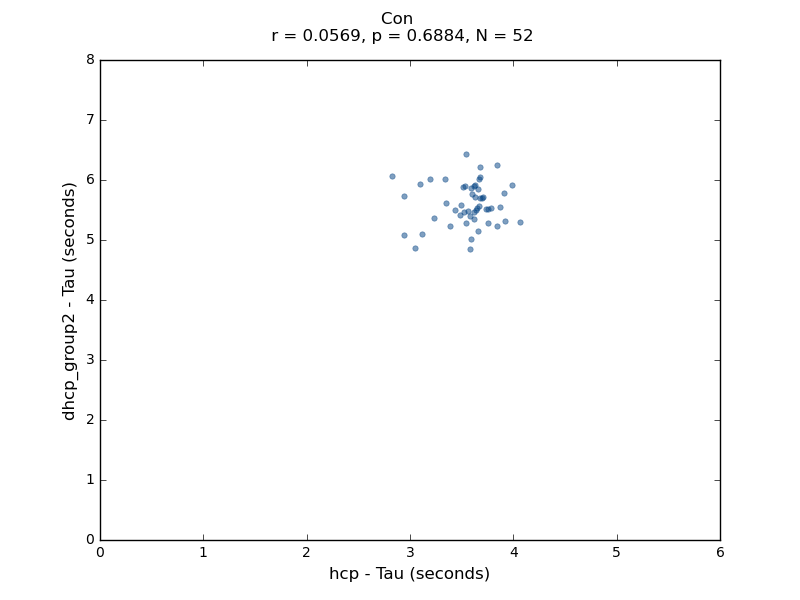 Con
r = 0.0569, p = 0.6884, N = 52
8
7
6
5
4
3
2
1
0
dhcp_group2 - Tau (seconds)
0 1 2 3 4 5 6
hcp - Tau (seconds)